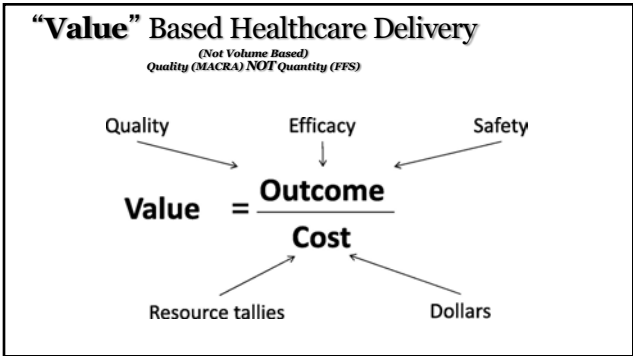 “Value” Based Healthcare Delivery
(Not Volume Based)
Quality (MACRA) NOT Quantity (FFS)
Quality Efficacy Safety
Value = Outcome
Cost
Resource tallies Dollars